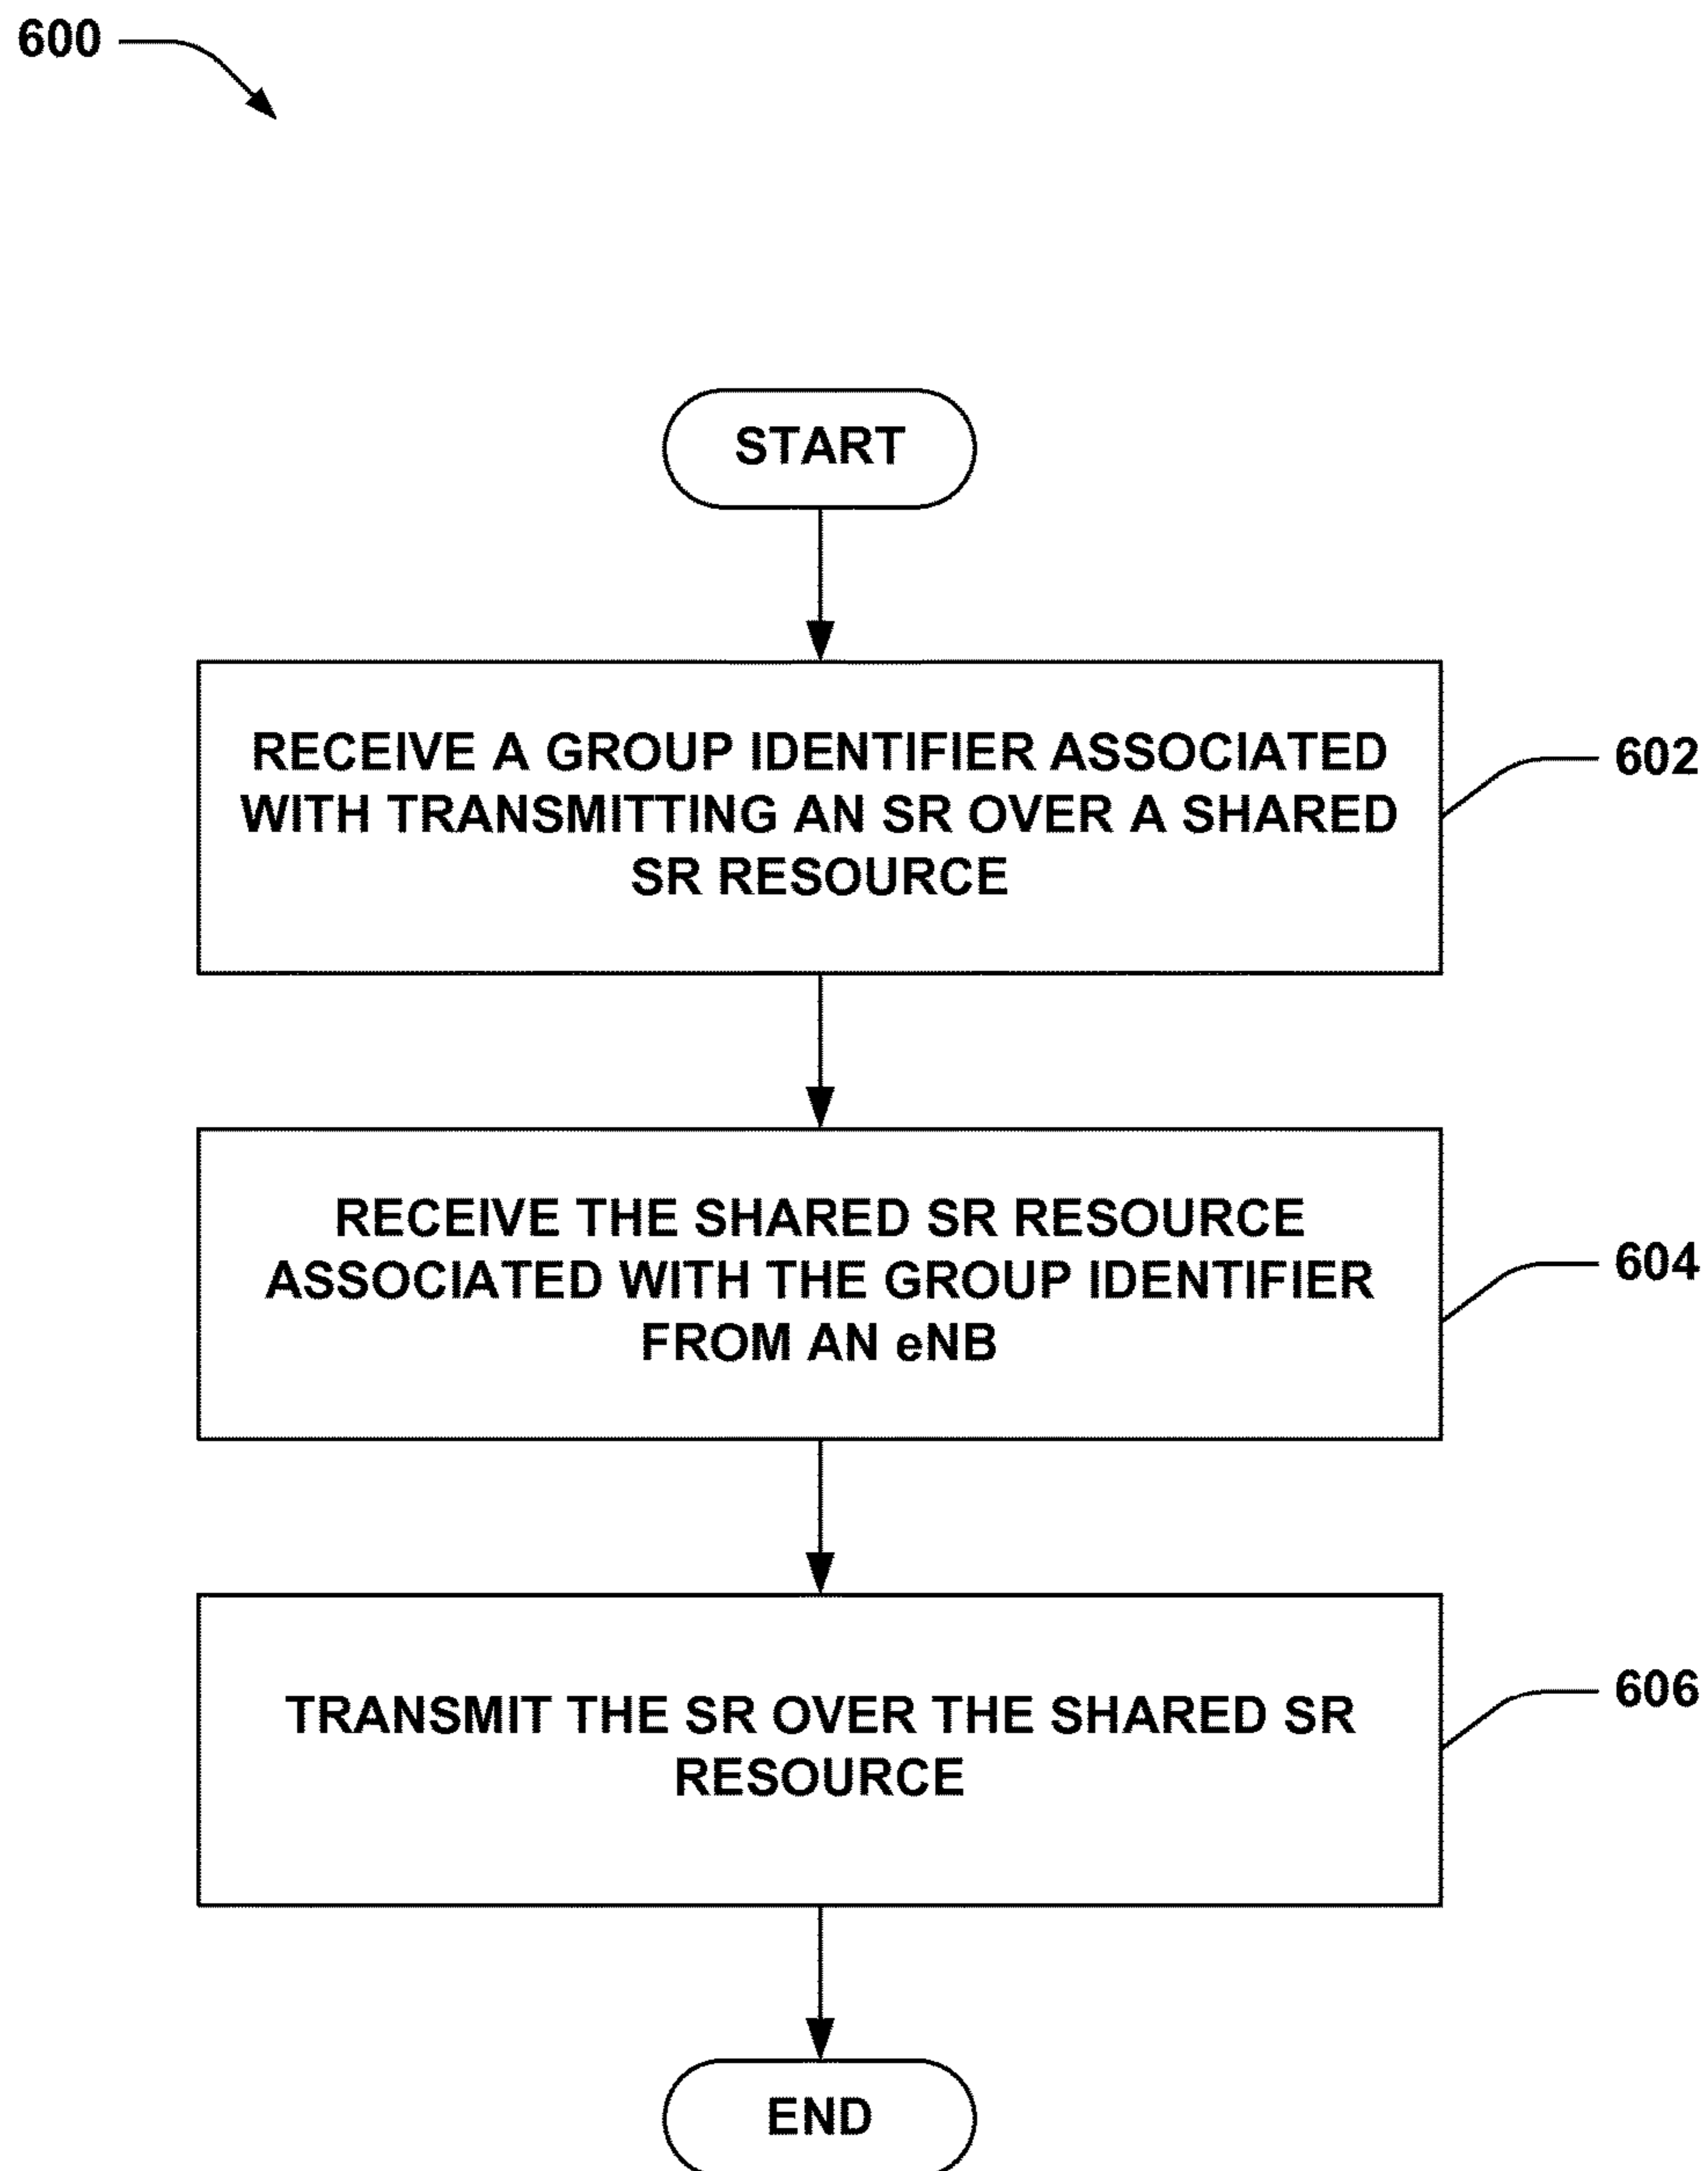 600
START
RECEIVE A GROUP IDENTIFIER ASSOCIATED
WITH TRANSMITTING AN SR OVER A SHARED
SR RESOURCE
602
RECEIVE THE SHARED SR RESOURCE
ASSOCIATED WITH THE GROUP IDENTIFIER
FROM AN eNB
604
TRANSMIT THE SR OVER THE SHARED SR
RESOURCE
606
END